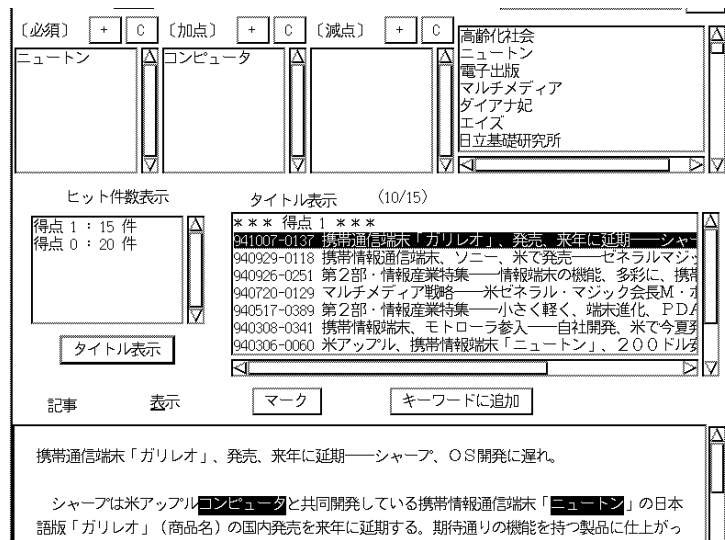 〔必須〕 + C 〔加点〕 + C 〔減点〕 + C
ニュートン
コンピュータ
高齢化社会
ニュートン
電子出版
マルチメディア
ダイアナ妃
エイズ
日立基礎研究所
ヒット件数表示
得点 1 : 15 件
得点 0 : 20 件
タイトル表示
タイトル表示 (10/15)
*** 得点 1 ***
941007-0137 携帯通信端末「ガリレオ」、発売、来年に延期――シャー
940929-0118 携帯情報通信端末、ソニー、米で発売――ゼネラルマジ
940926-0251 第2部・情報産業特集――情報端末の機能、多彩に、携帯
940720-0129 マルチメディア戦略――米ゼネラル・マジック会長M・
940517-0389 第2部・情報産業特集――小さく軽く、端末進化、PDA
940308-0341 携帯情報端末、モトローラ参入――自社開発、米で今夏発
940306-0060 米アップル、携帯情報端末「ニュートン」、200ドル安
記事 表示 マーク キーワードに追加
携帯通信端末「ガリレオ」、発売、来年に延期――シャープ、OS開発に遅れ。
シャープは米アップルコンピュータと共同開発している携帯情報通信端末「ニュートン」の日本
語版「ガリレオ」（商品名）の国内発売を来年に延期する。期待通りの機能を持つ製品に仕上がっ